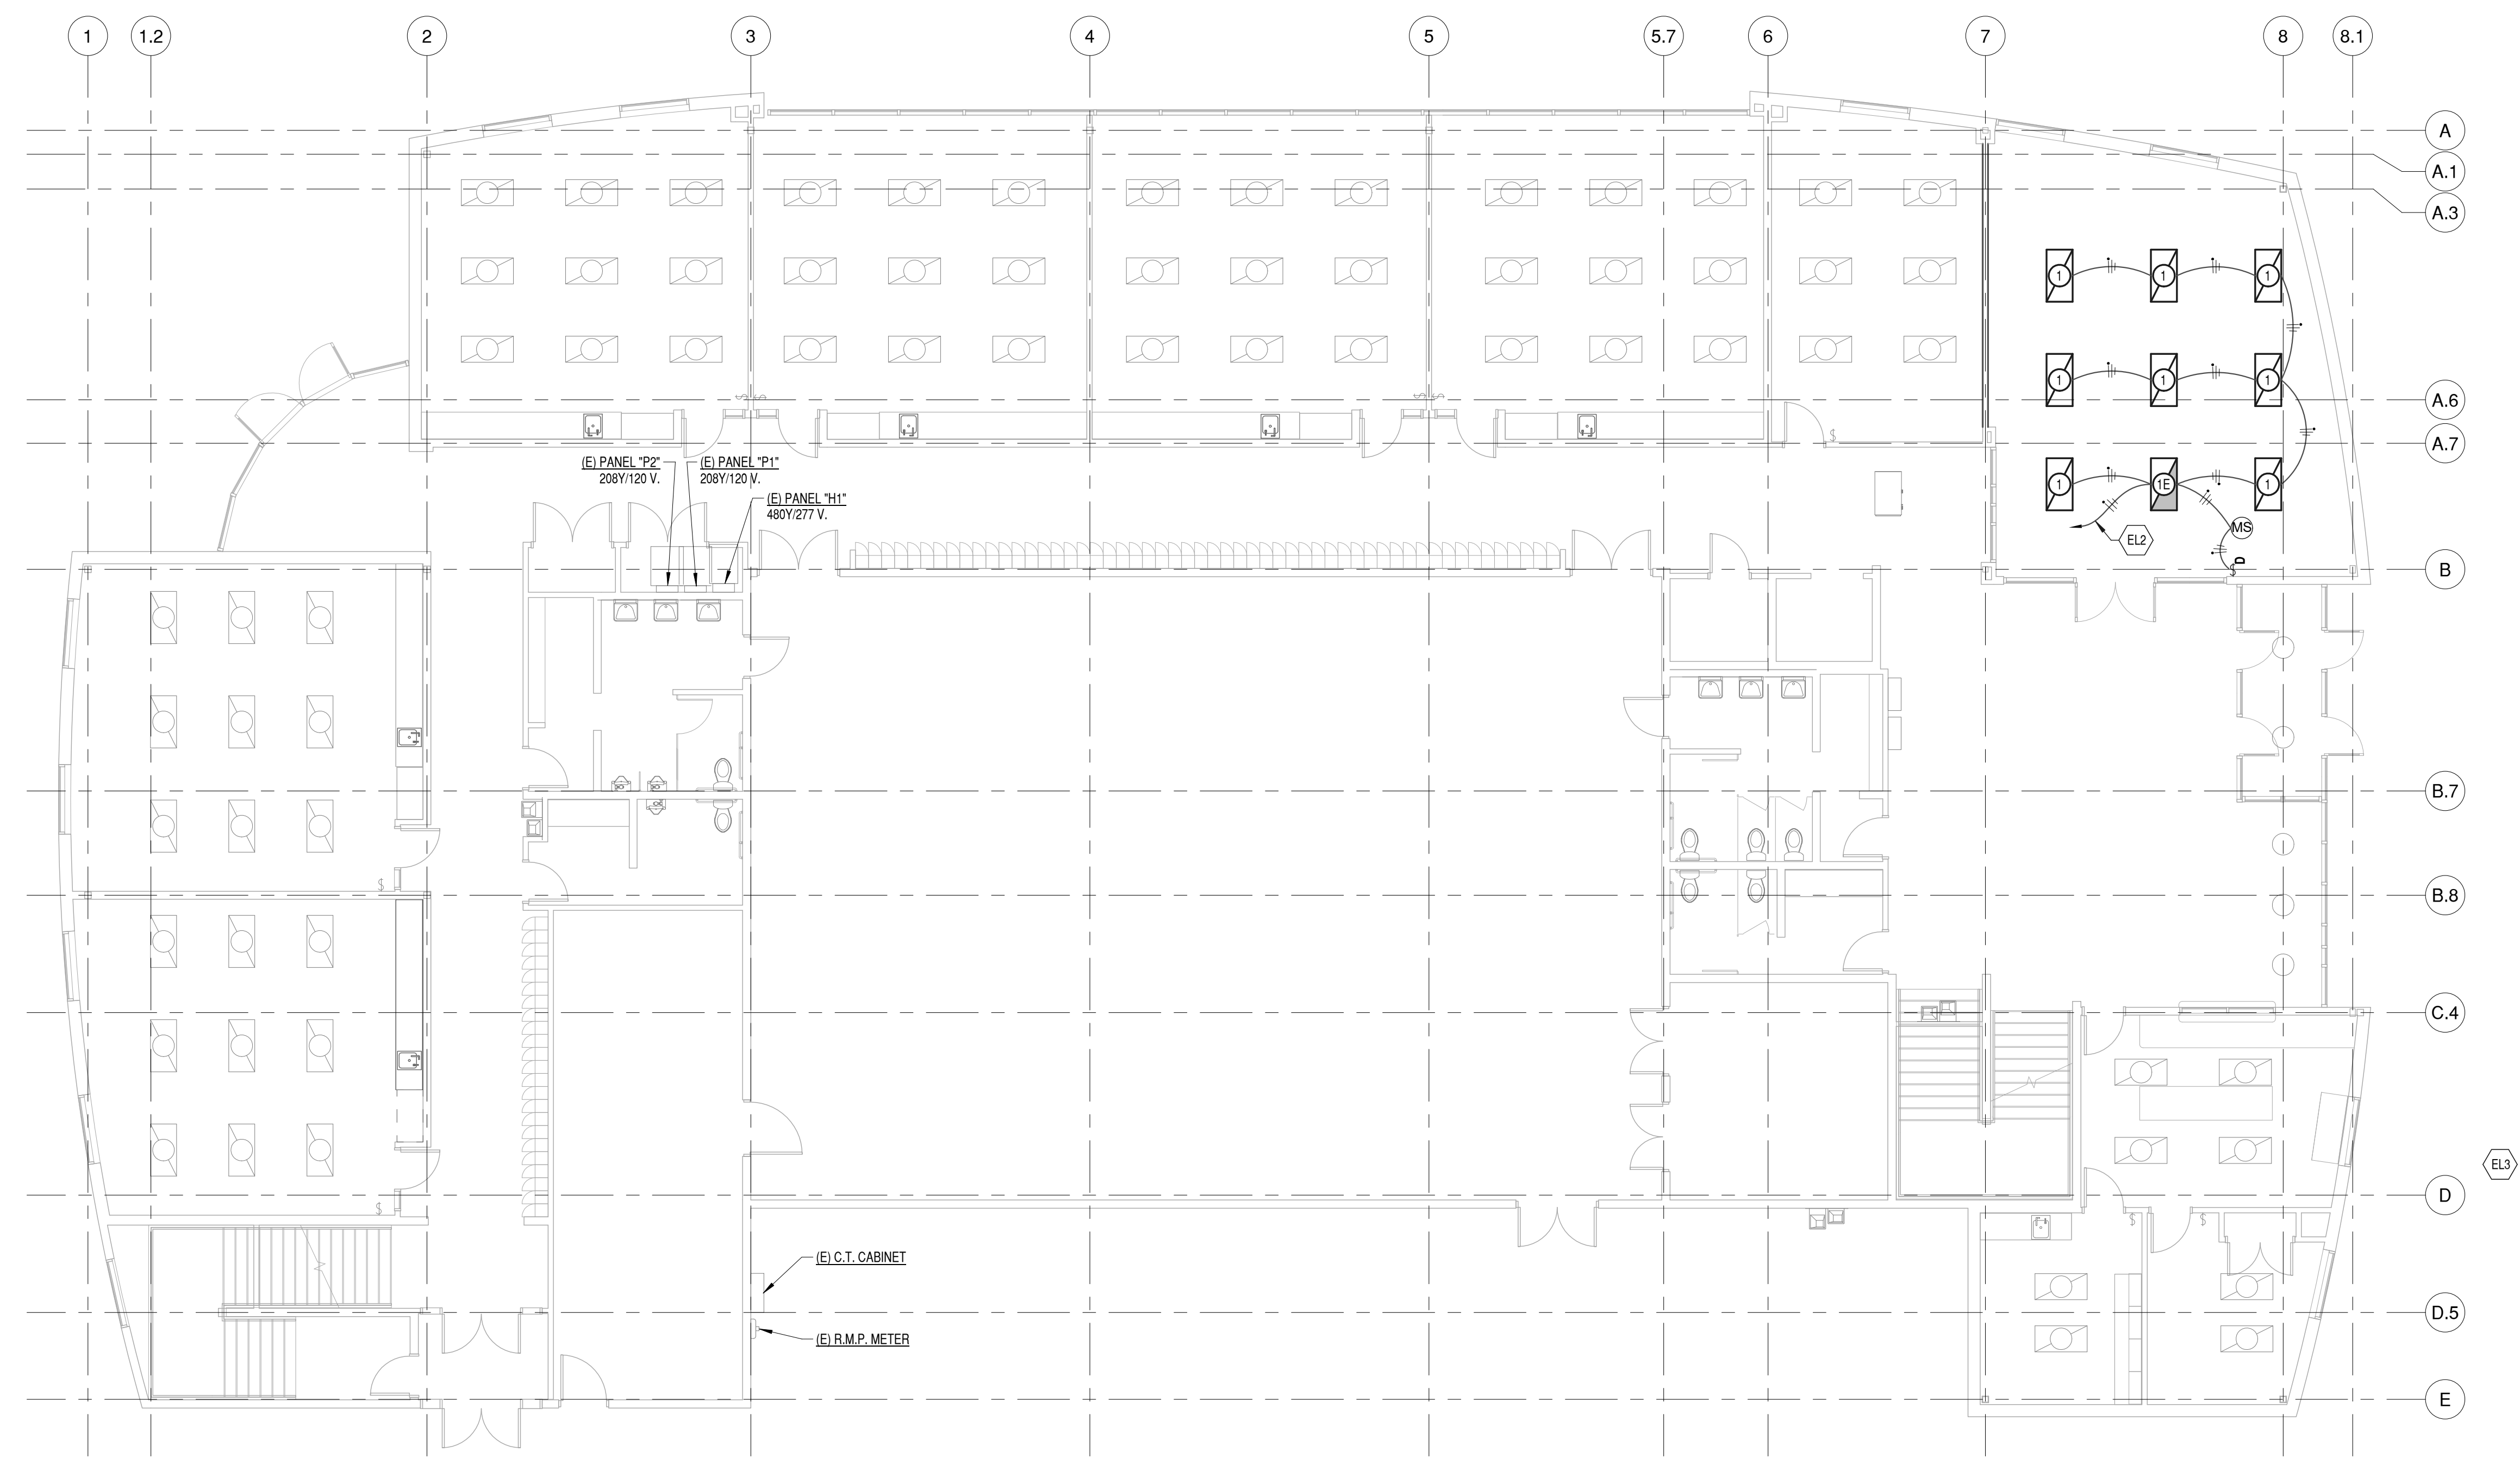 1
1.2
2
3
4
5
5.7
6
7
8
8.1
A
A.1
A.3
1
1
1
1
1
1
A.6
A.7
(E) PANEL "P2"
208Y/120 V.
(E) PANEL "P1"
208Y/120 V.
(E) PANEL "H1"
480Y/277 V.
1
1E
1
MS
EL2
$
D
B
B.7
B.8
C.4
EL3
D
(E) C.T. CABINET
D.5
(E) R.M.P. METER
E